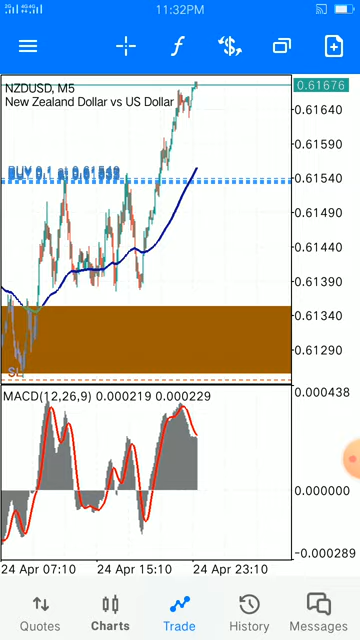 11:32PM
NZDUSD, M5
New Zealand Dollar vs US Dollar
0.61676
0.61640
0.61590
BUY 0.1 at
0.61540
0.61490
0.61440
0.61390
0.61340
0.61290
SL
MACD(12,26,9) 0.000219 0.000229
0.000438
0.000000
-0.000289
24 Apr 07:10
24 Apr 15:10
24 Apr 23:10
Quotes
Charts
Trade
History
Messages